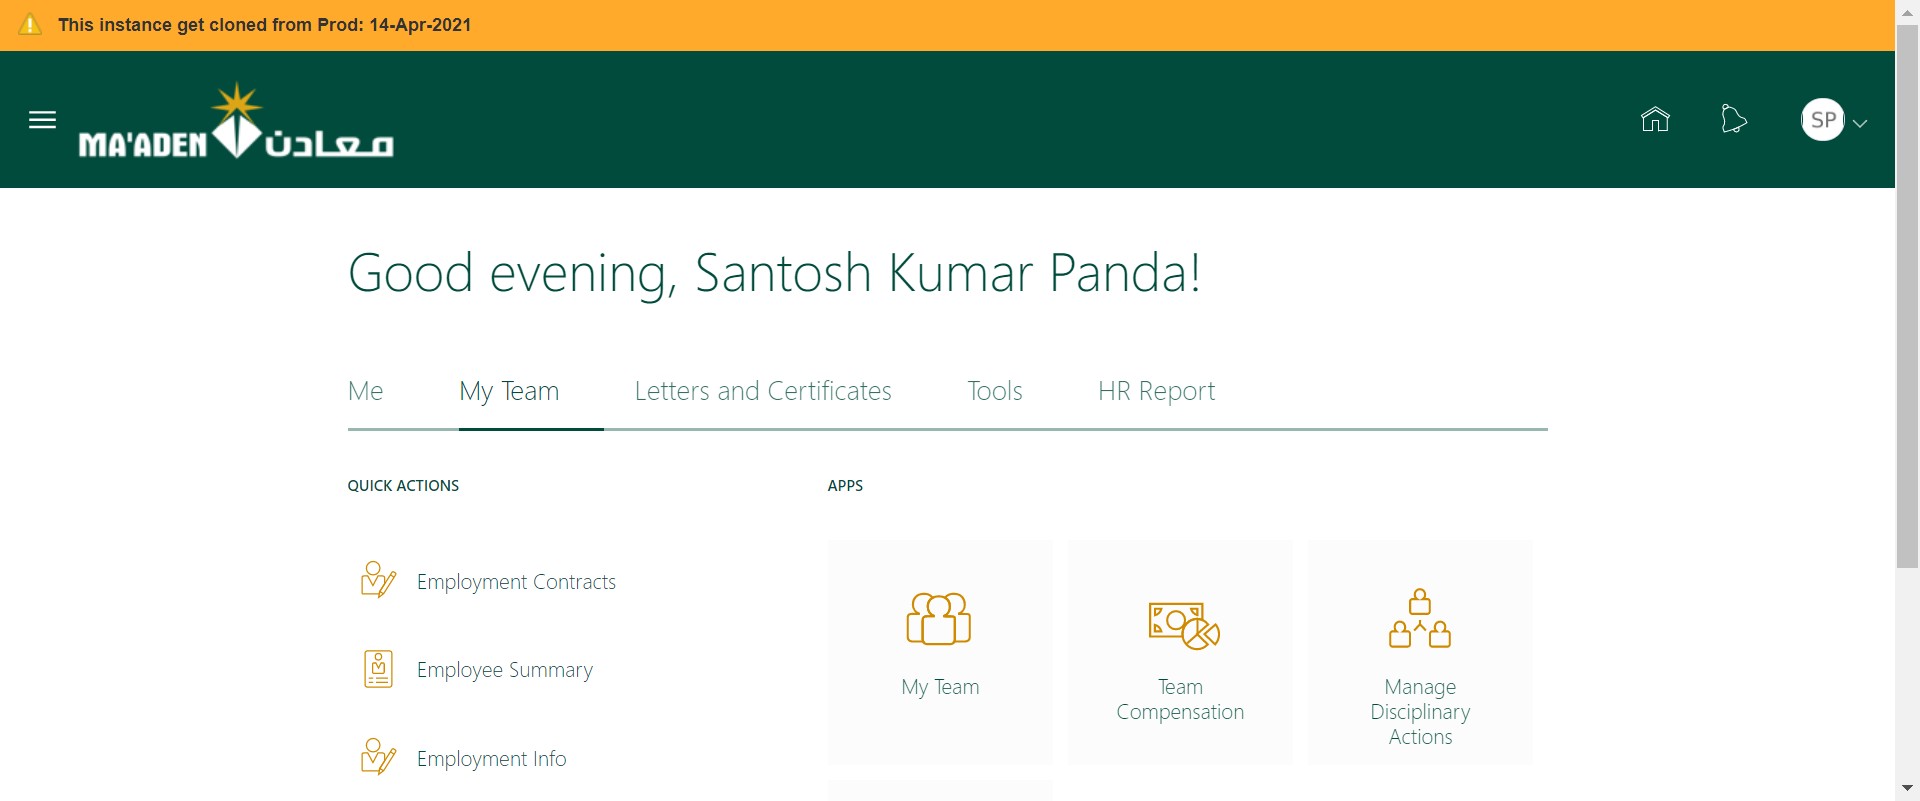 This instance get cloned from Prod: 14-Apr-2021
MA'ADEN معادن
SP
Good evening, Santosh Kumar Panda!
Me
My Team
Letters and Certificates
Tools
HR Report
QUICK ACTIONS
Employment Contracts
Employee Summary
Employment Info
APPS
My Team
Team
Compensation
Manage
Disciplinary
Actions